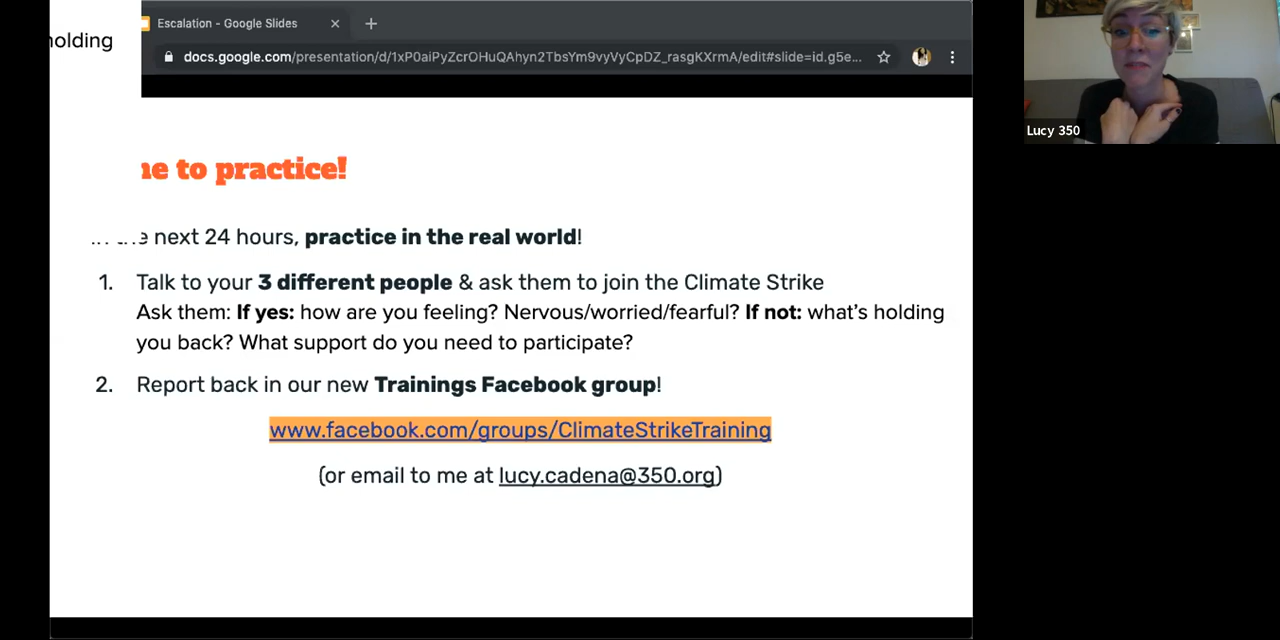 holding
Escalation - Google Slides
docs.google.com/presentation/d/1xP0aiPyZcrOHuQAhyn2TbsYm9vyVyCpDZ_rasgKXrmA/edit#slide=id.g5e...
Lucy 350
to practice!
next 24 hours, practice in the real world!
1. Talk to your 3 different people & ask them to join the Climate Strike
Ask them: If yes: how are you feeling? Nervous/worried/fearful? If not: what's holding
you back? What support do you need to participate?
2. Report back in our new Trainings Facebook group!
www.facebook.com/groups/ClimateStrikeTraining
(or email to me at lucy.cadena@350.org)